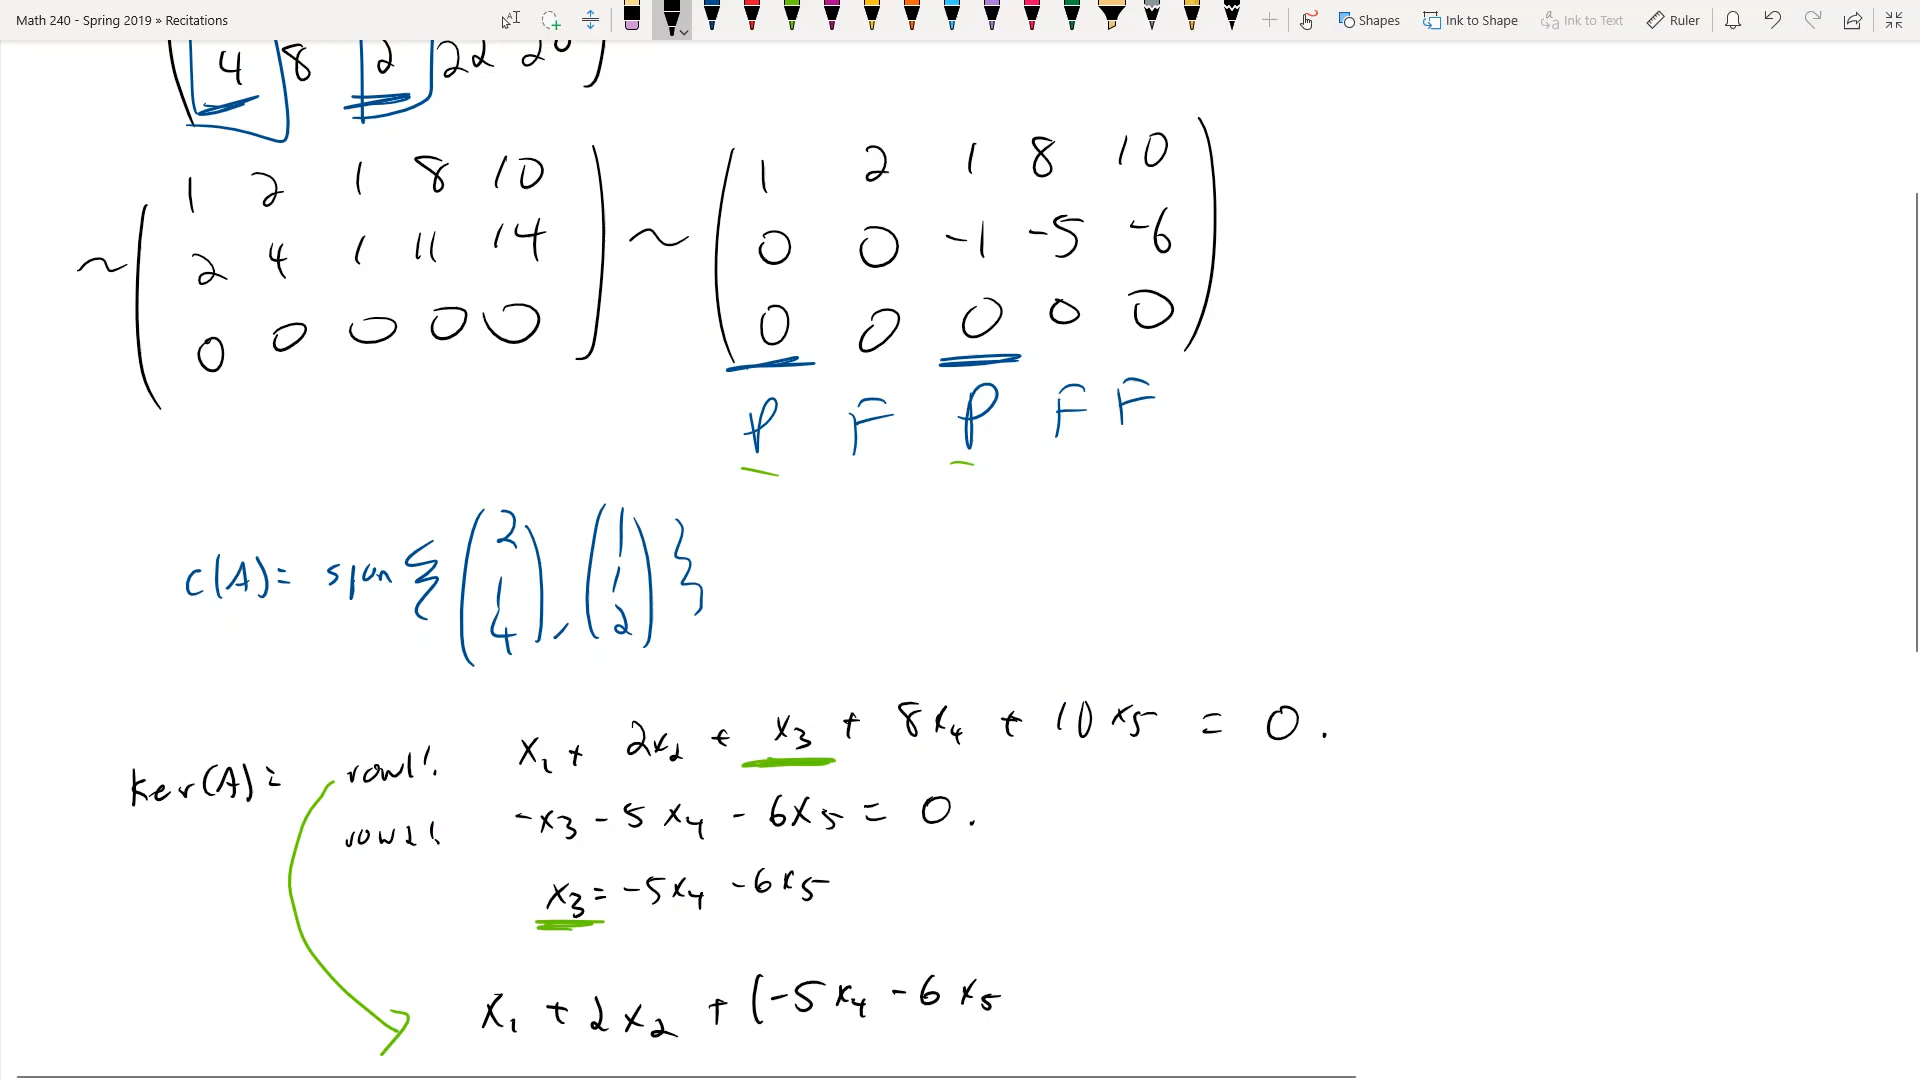 Math 240 - Spring 2019 » Recitations
Shapes
Ink to Shape
Ink to Text
Ruler
4 8 2 22 20
~ ( 1 2 1 8 10
2 4 1 11 14
0 0 0 0 0 )
~ ( 1 2 1 8 10
0 0 -1 -5 -6
0 0 0 0 0 )
P F P F F
C(A) = span { (2 1 4), (1 1 2) }
Ker(A) =
row1: x₁ + 2x₂ + x₃ + 8x₄ + 10x₅ = 0.
row2: -x₃ - 5x₄ - 6x₅ = 0.
x₃ = -5x₄ - 6x₅
x₁ + 2x₂ + (-5x₄ - 6x₅